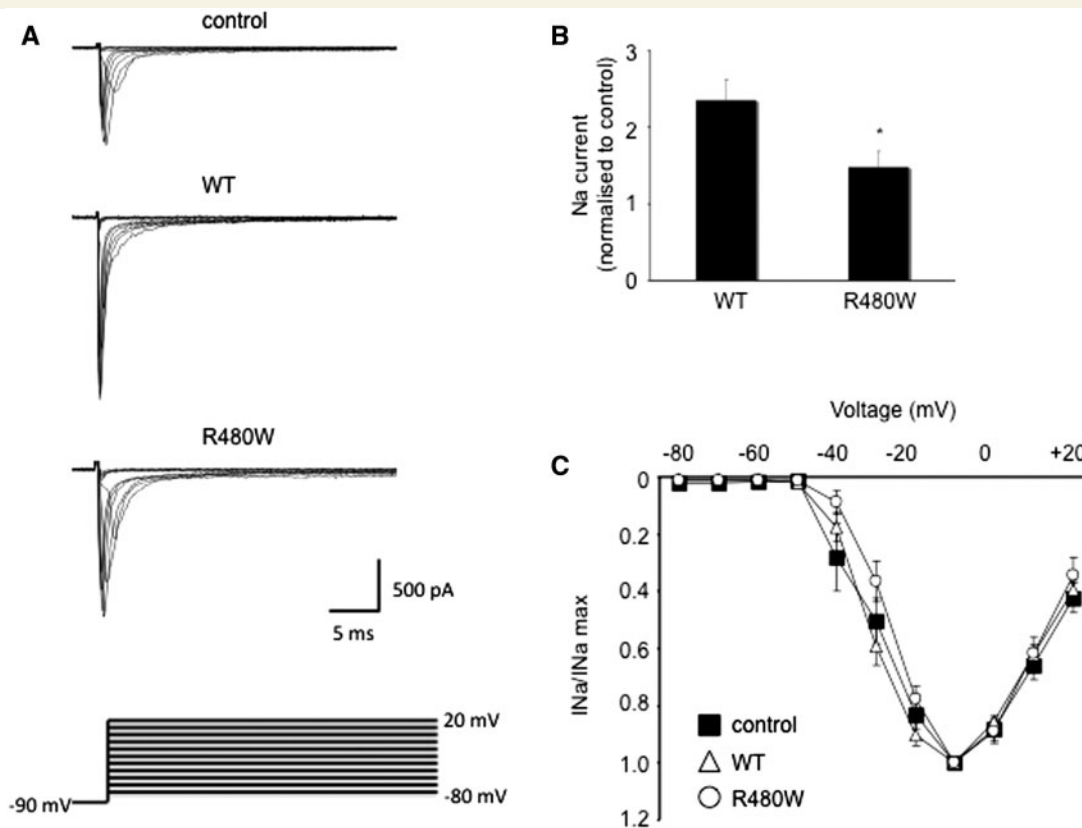 A
control
WT
R480W
500 pA
5 ms
20 mV
-90 mV
-80 mV
B
Na current
(normalised to control)
3
2
1
0
*
WT
R480W
C
Voltage (mV)
-80
-60
-40
-20
0
+20
INa/INa max
0
0.2
0.4
0.6
0.8
1.0
1.2
control
WT
R480W